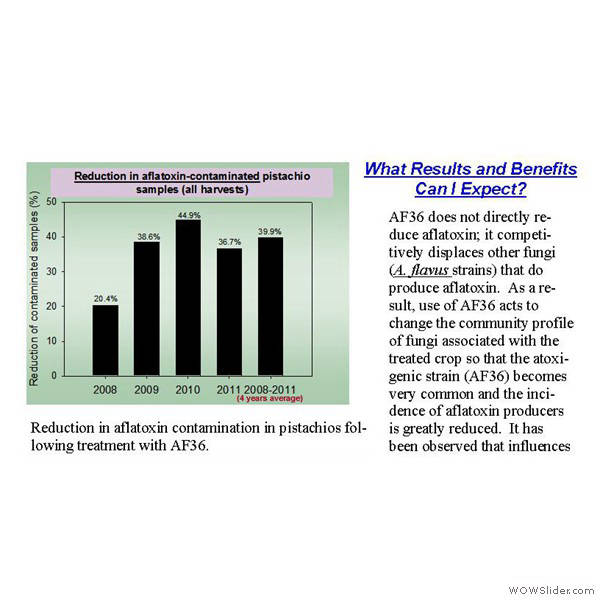 Reduction in aflatoxin-contaminated pistachio
samples (all harvests)
Reduction of contaminated samples (%)
50
40
30
20
10
0
20.4%
38.6%
44.9%
36.7%
39.9%
2008 2009 2010 2011 2008-2011
(4 years average)
Reduction in aflatoxin contamination in pistachios fol-
lowing treatment with AF36.
What Results and Benefits
Can I Expect?
AF36 does not directly re-
duce aflatoxin; it competi-
tively displaces other fungi
(A. flavus strains) that do
produce aflatoxin. As a re-
sult, use of AF36 acts to
change the community profile
of fungi associated with the
treated crop so that the atoxi-
genic strain (AF36) becomes
very common and the inci-
dence of aflatoxin producers
is greatly reduced. It has
been observed that influences
WOWSlider.com